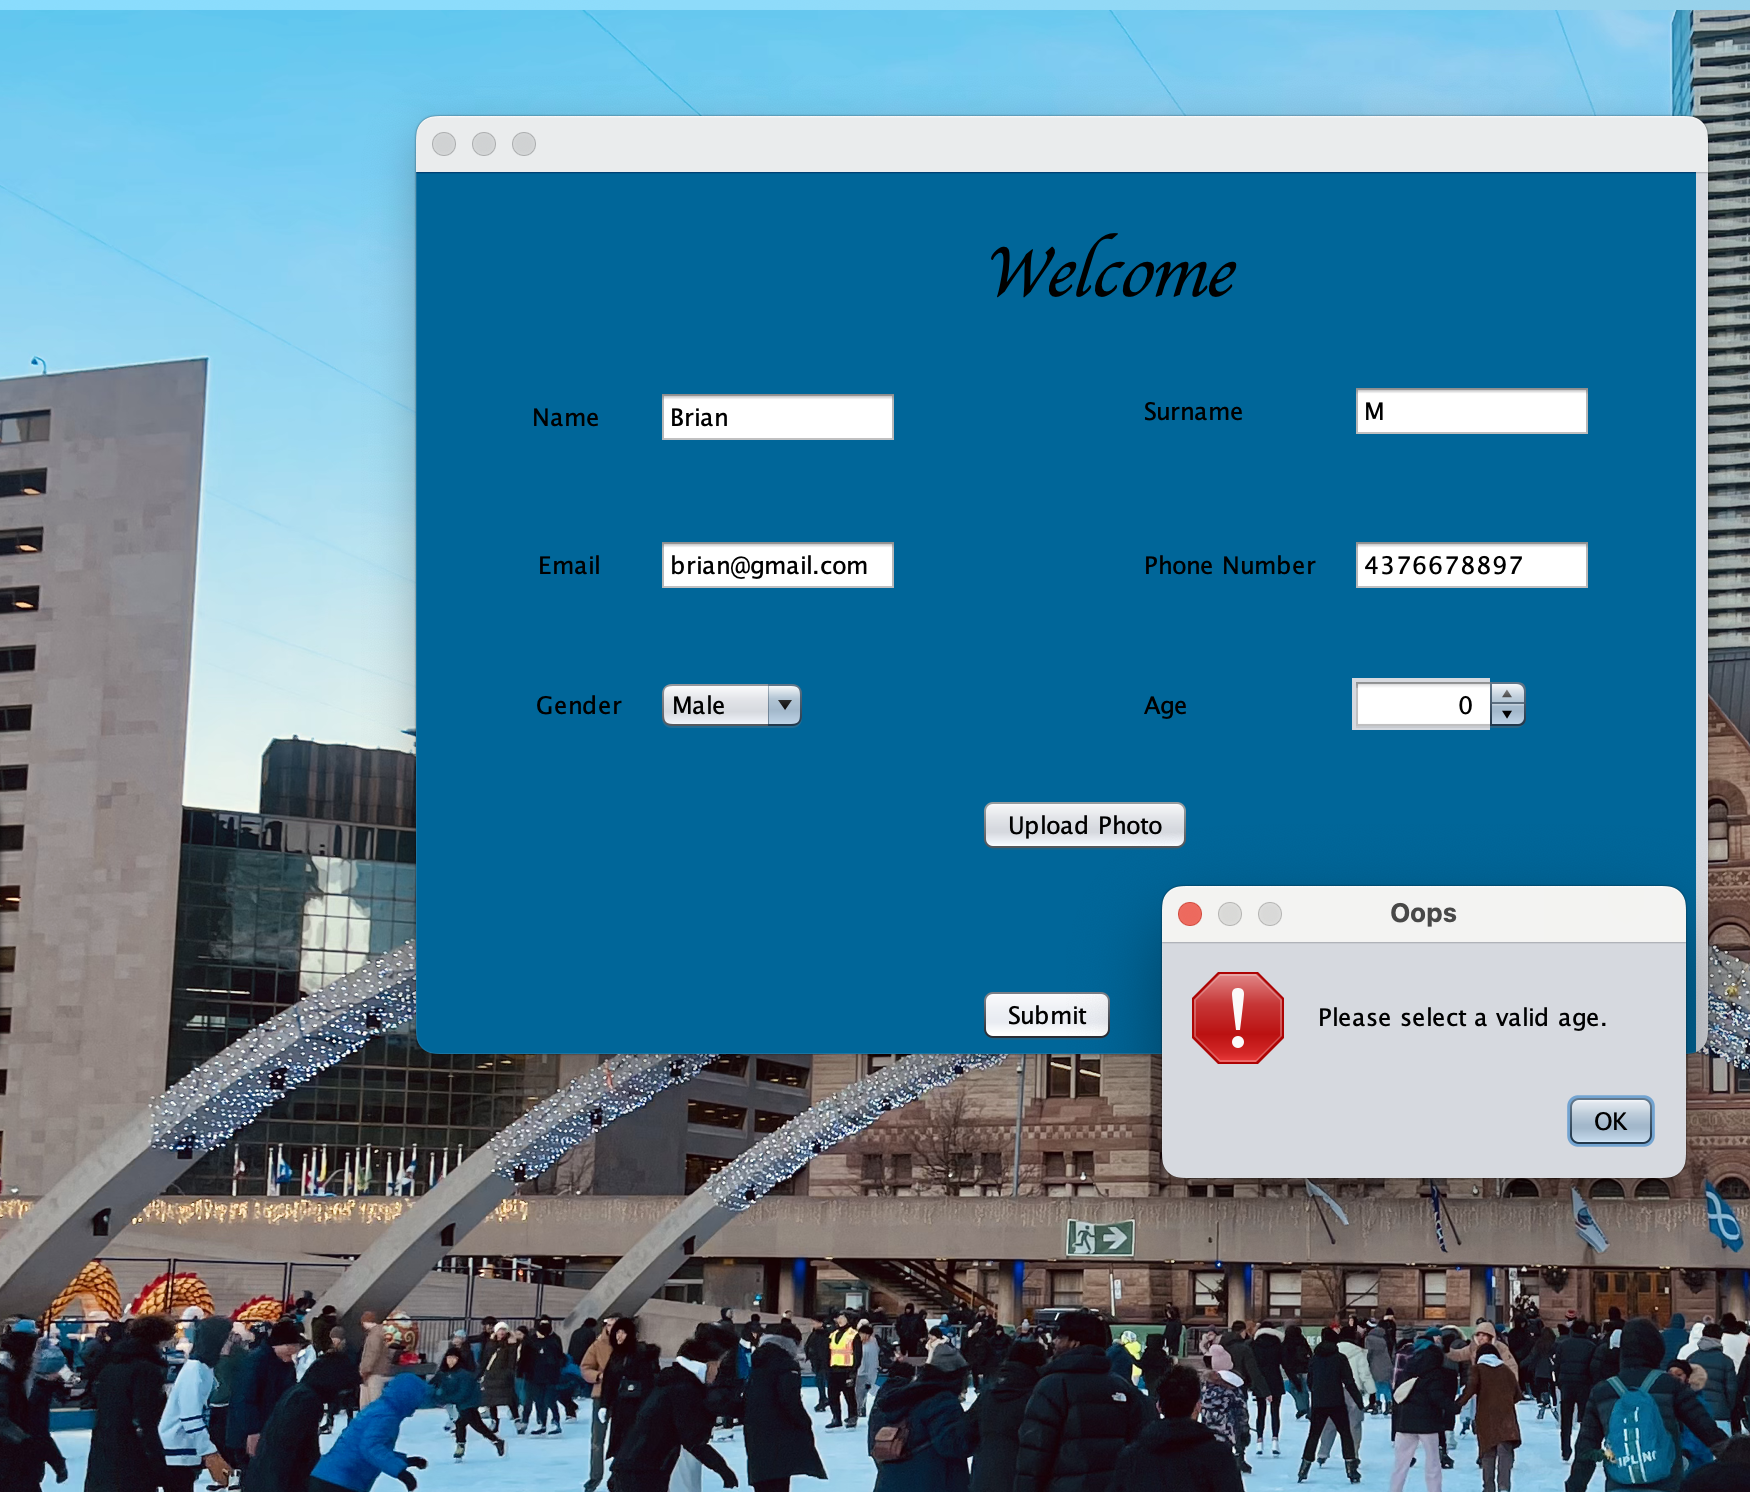 Welcome
Name Brian Surname M
Email brian@gmail.com Phone Number 4376678897
Gender Male Age 0
Upload Photo
Oops
Submit Please select a valid age.
OK